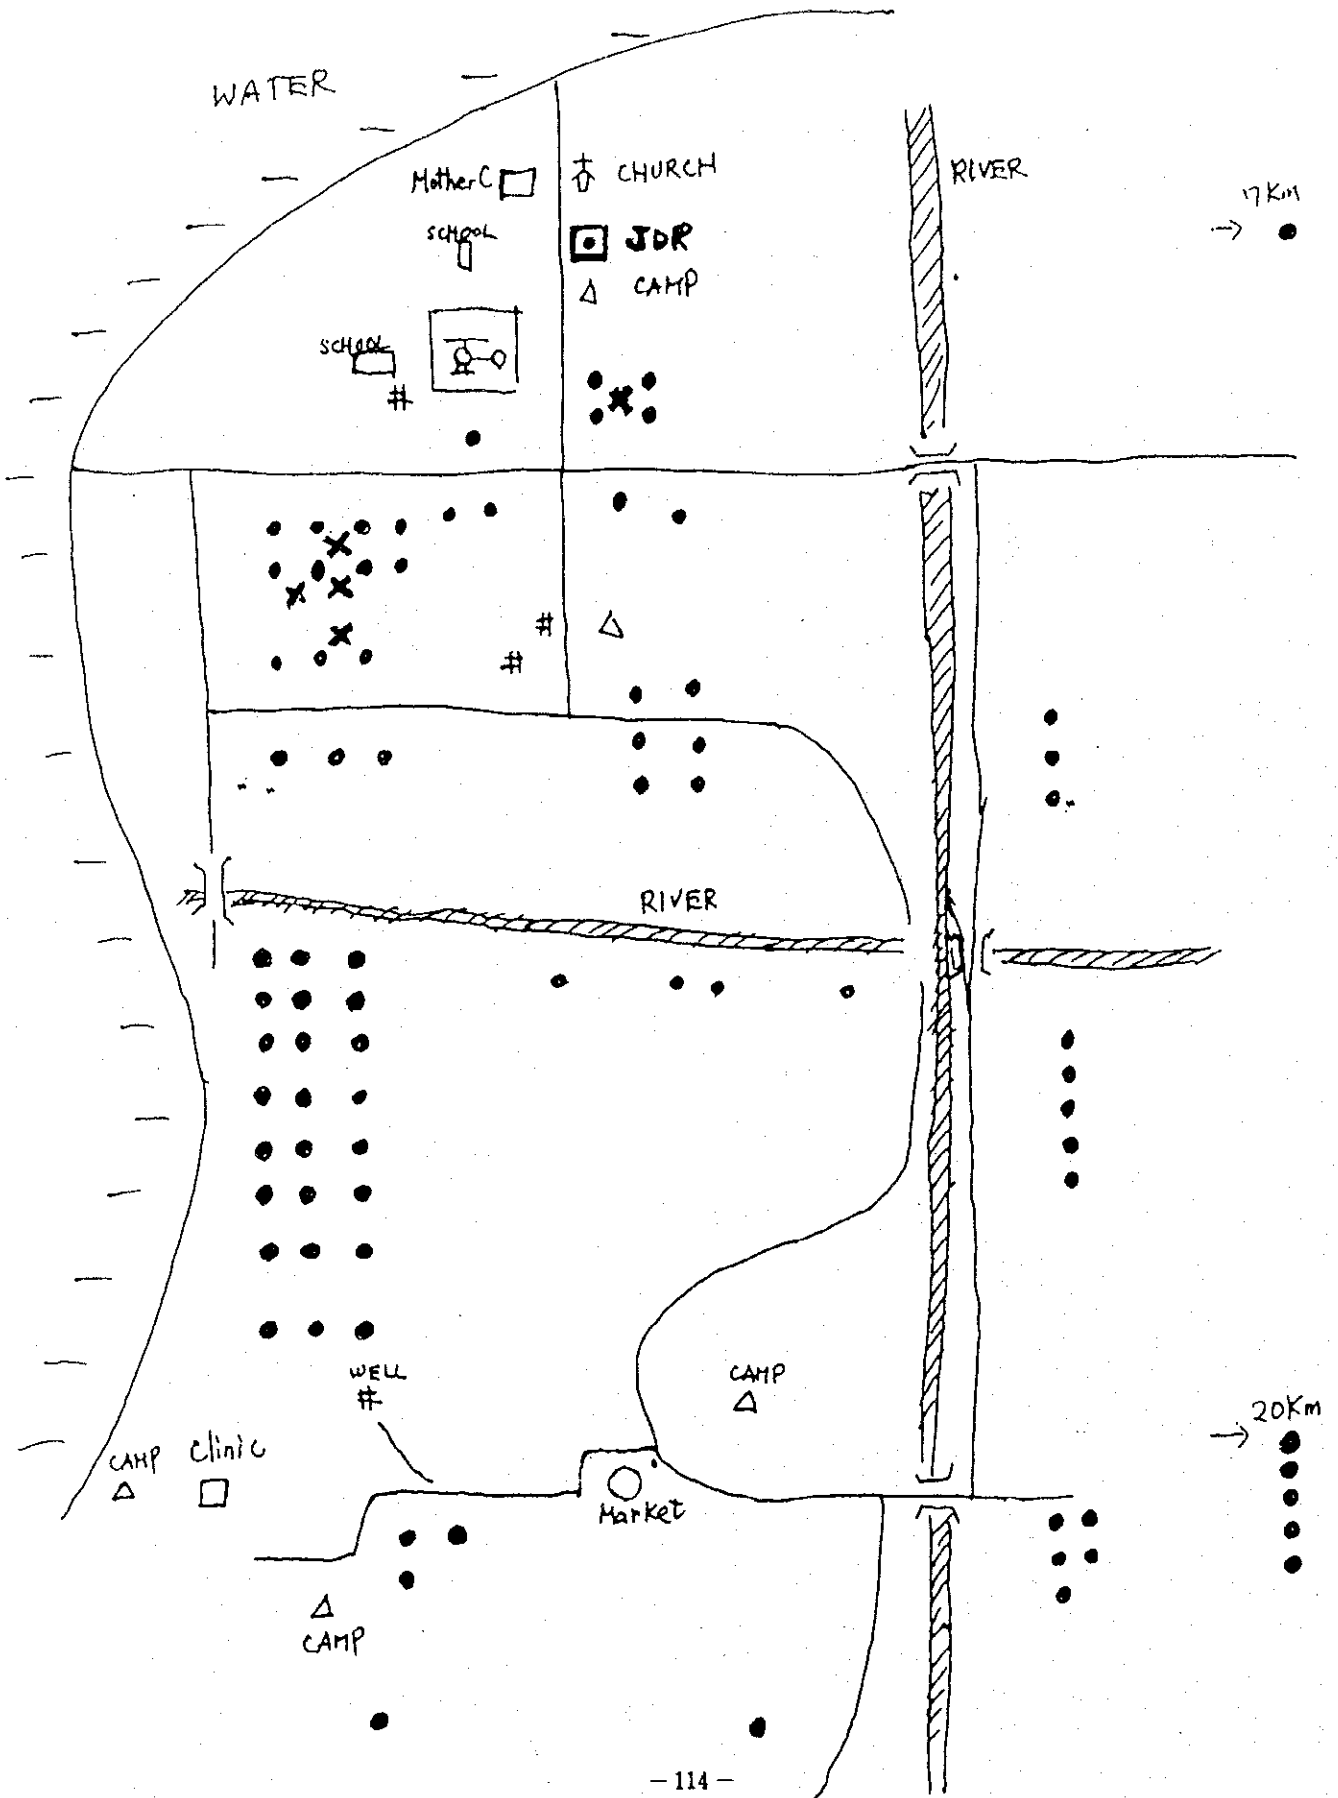 WATER
Mother C
CHURCH
RIVER
17Km
SCHOOL
JDR
CAMP
SCHOOL
#
#
#
RIVER
WELL
#
CAMP
20Km
CAMP
Clinic
Market
CAMP
- 114 -